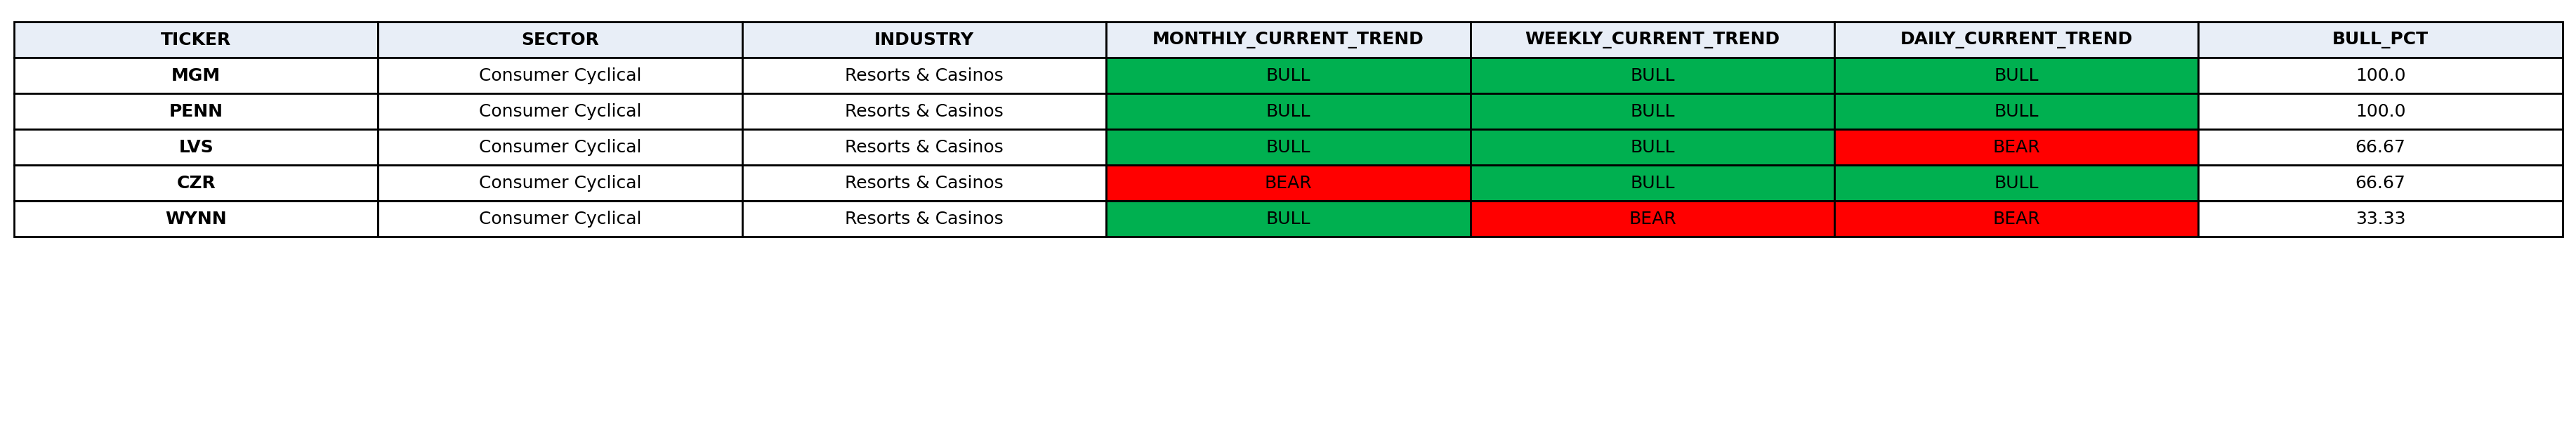 TICKER SECTOR INDUSTRY MONTHLY_CURRENT_TREND WEEKLY_CURRENT_TREND DAILY_CURRENT_TREND BULL_PCT
MGM Consumer Cyclical Resorts & Casinos BULL BULL BULL 100.0
PENN Consumer Cyclical Resorts & Casinos BULL BULL BULL 100.0
LVS Consumer Cyclical Resorts & Casinos BULL BULL BEAR 66.67
CZR Consumer Cyclical Resorts & Casinos BEAR BULL BULL 66.67
WYNN Consumer Cyclical Resorts & Casinos BULL BEAR BEAR 33.33